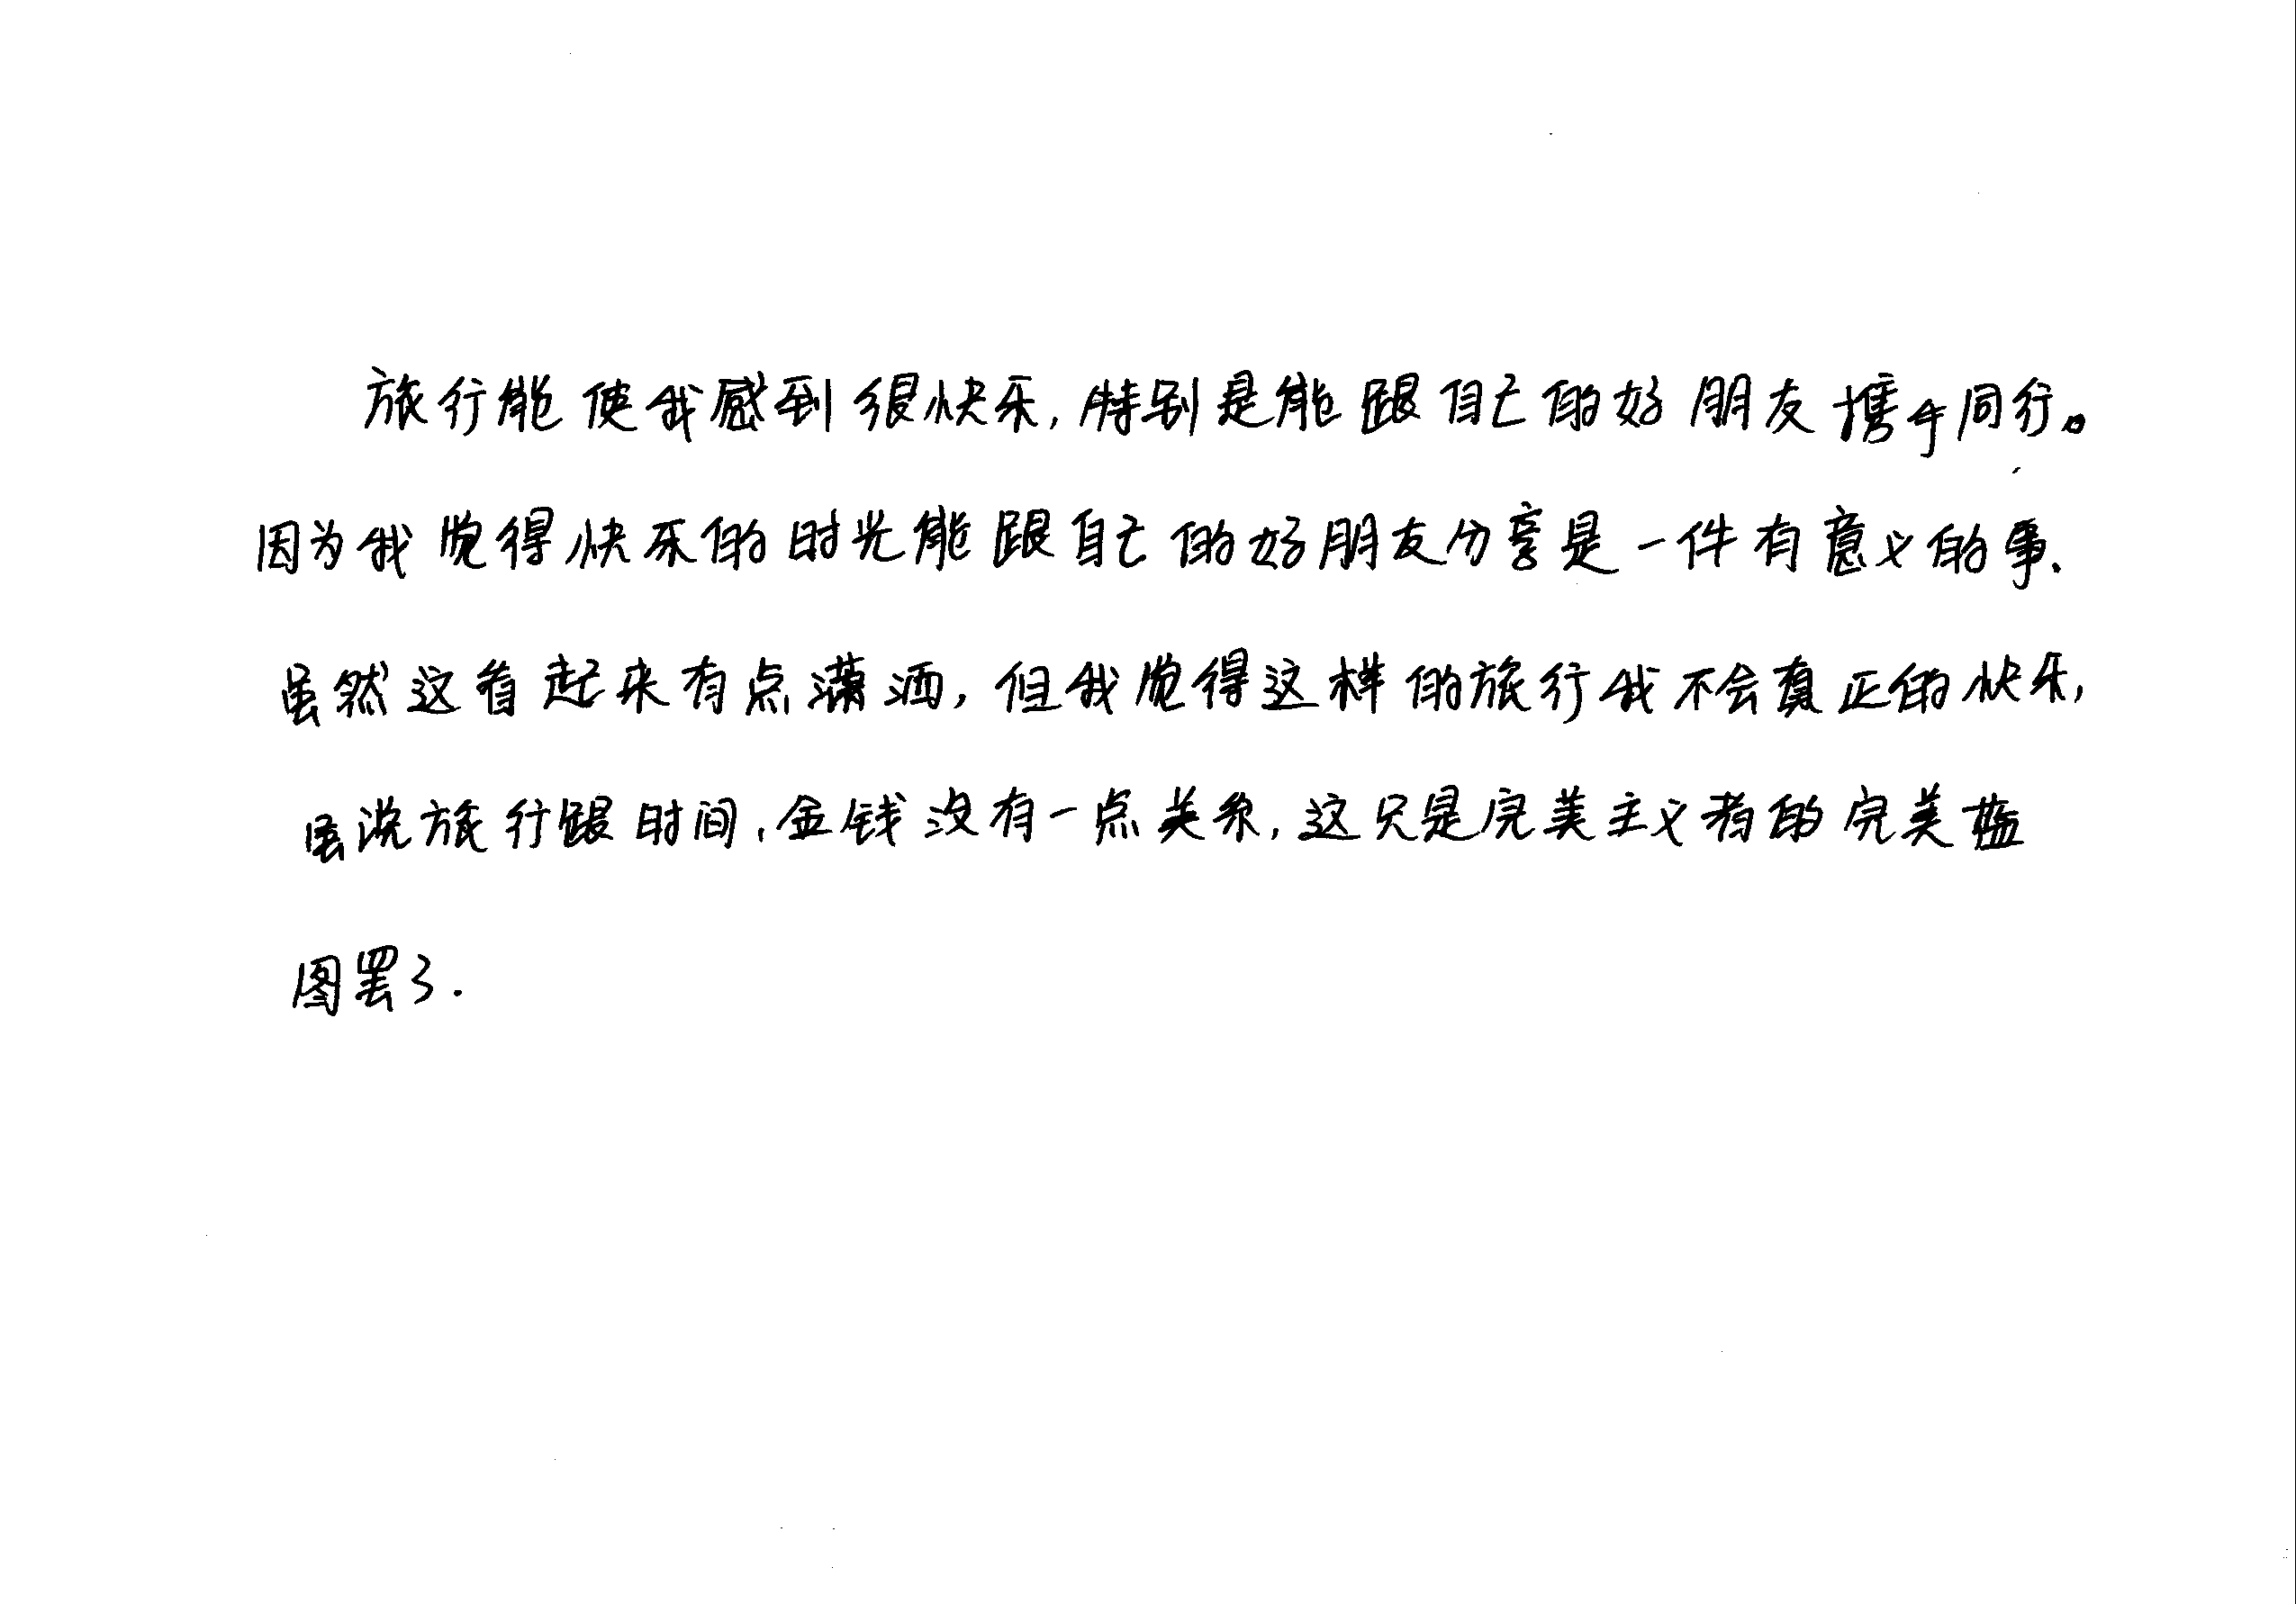 旅行能使我感到很快乐,特别是能跟自己的好朋友携手同行。
因为我觉得快乐的时光能跟自己的好朋友分享是一件有意义的事.
虽然这看起来有点潇洒,但我觉得这样的旅行我不会真正的快乐,
虽说旅行跟时间,金钱没有一点关系,这只是完美主义者的完美蓝
图罢了.